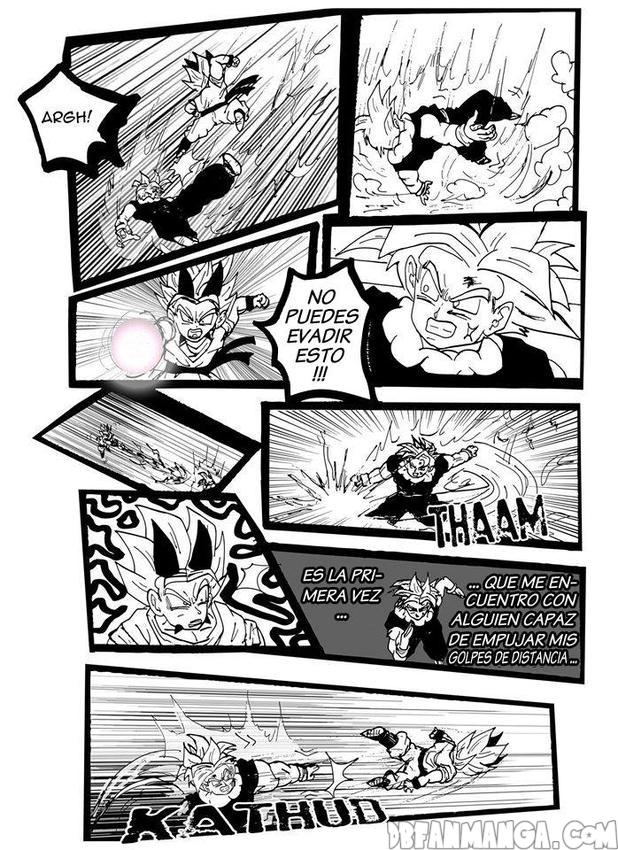 ARGH!
NO
PUEDES
EVADIR
ESTO
!!!
THAAM
ES LA PRI-
MERA VEZ
...
... QUE ME EN-
CUENTRO CON
ALGUIEN CAPAZ
DE EMPUJAR MIS
GOLPES DE DISTANCIA...
KATHUD
DBFANMANGA.COM